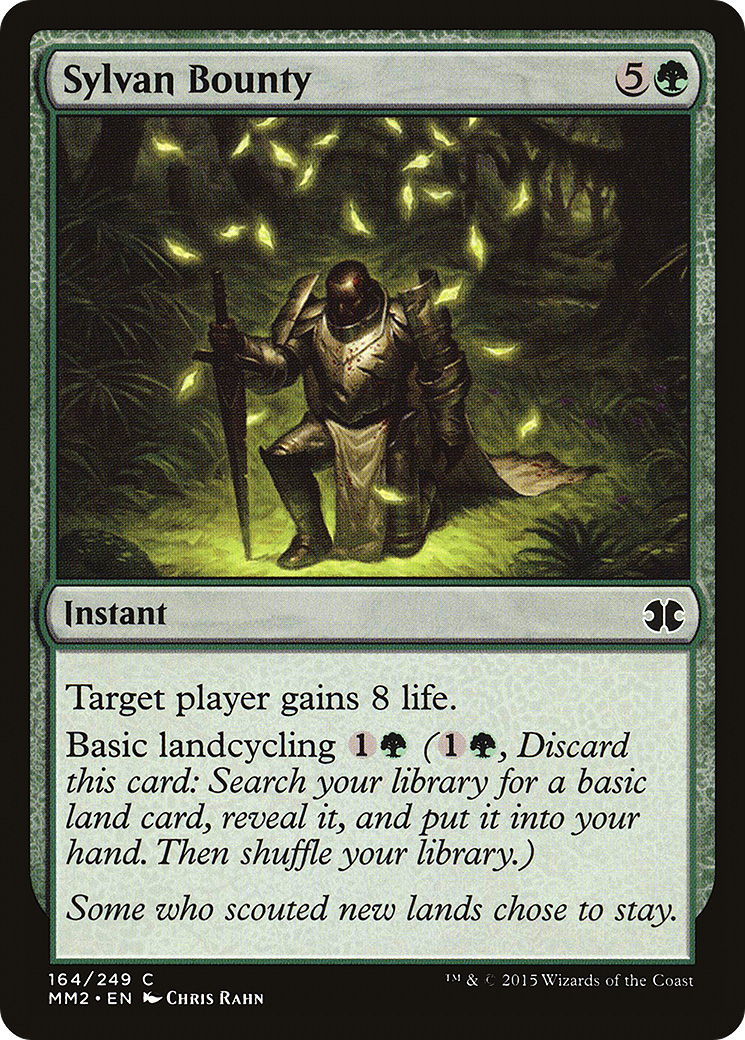 Sylvan Bounty 5
Instant
Target player gains 8 life.
Basic landcycling 1 (1, Discard
this card: Search your library for a basic
land card, reveal it, and put it into your
hand. Then shuffle your library.)
Some who scouted new lands chose to stay.
164/249 C
MM2 • EN Chris Rahn
™ & © 2015 Wizards of the Coast